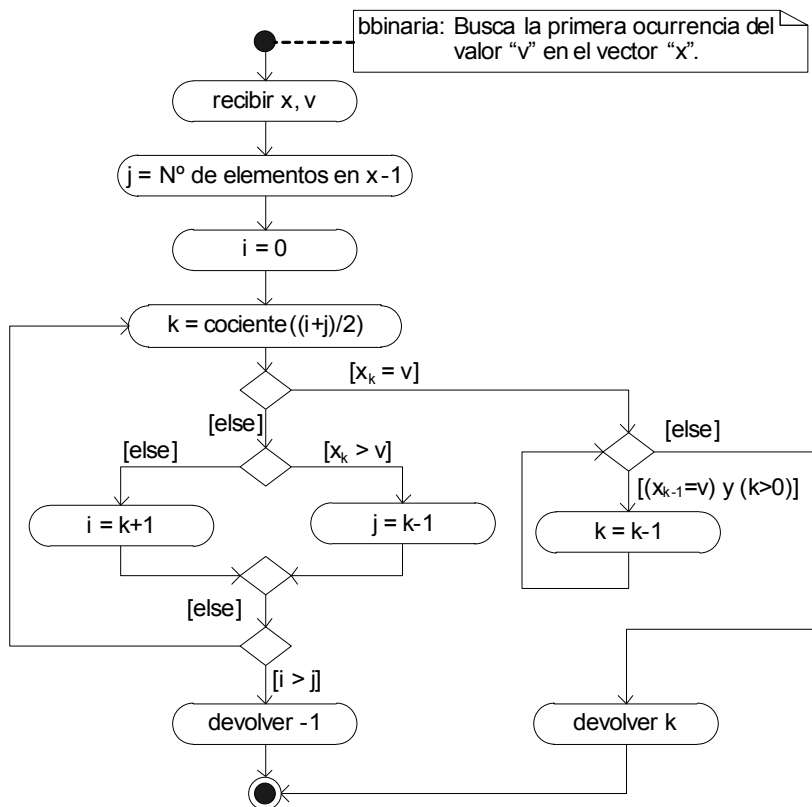 bbinaria: Busca la primera ocurrencia del
valor “v” en el vector “x”.
recibir x, v
j = Nº de elementos en x-1
i = 0
k = cociente((i+j)/2)
[xₖ = v]
[else]
[else]
[else]
[xₖ > v]
[(xₖ₋₁=v) y (k>0)]
i = k+1
j = k-1
k = k-1
[else]
[i > j]
devolver -1
devolver k